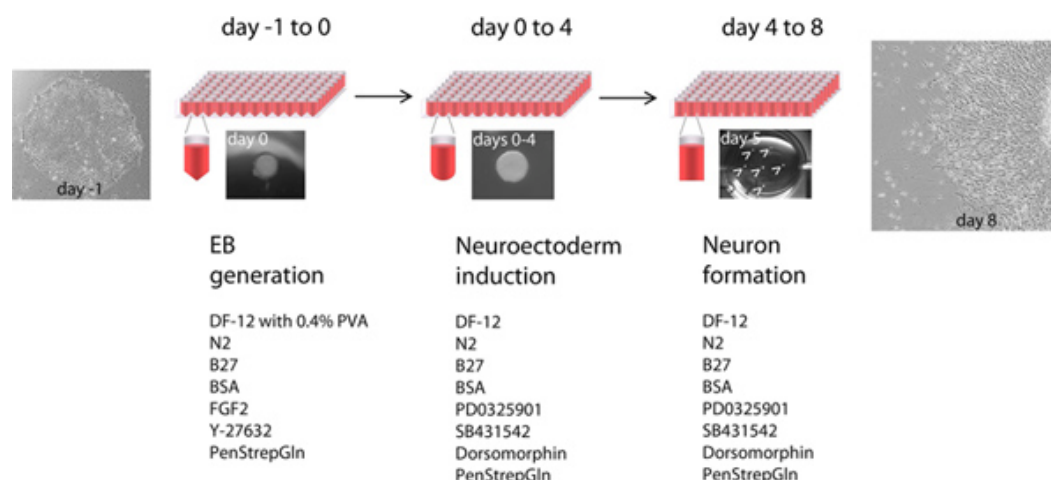 day -1 to 0
day 0 to 4
day 4 to 8
day -1
day 0
days 0-4
day 5
day 8
EB
generation
DF-12 with 0.4% PVA
N2
B27
BSA
FGF2
Y-27632
PenStrepGln
Neuroectoderm
induction
DF-12
N2
B27
BSA
PD0325901
SB431542
Dorsomorphin
PenStrepGln
Neuron
formation
DF-12
N2
B27
BSA
PD0325901
SB431542
Dorsomorphin
PenStrepGln